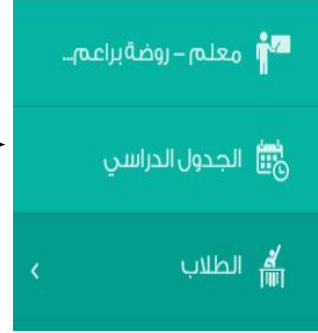 معلم – روضة براعم...
الجدول الدراسي
الطلاب